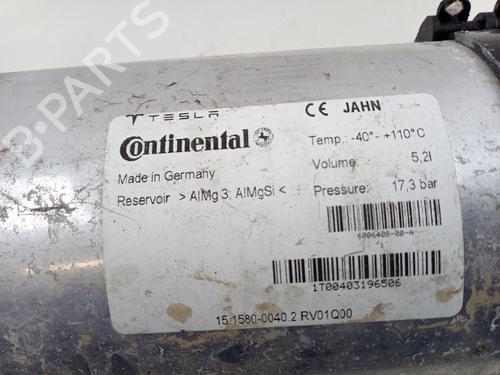 TESLA
CE JAHN
Continental
Temp.: -40°- +110°C
Made in Germany
Volume: 5,2l
Reservoir > AlMg 3; AlMgSi <
Pressure: 17,3 bar
6006408-00-A
1T00403196506
15.1580-0040.2 RV01Q00